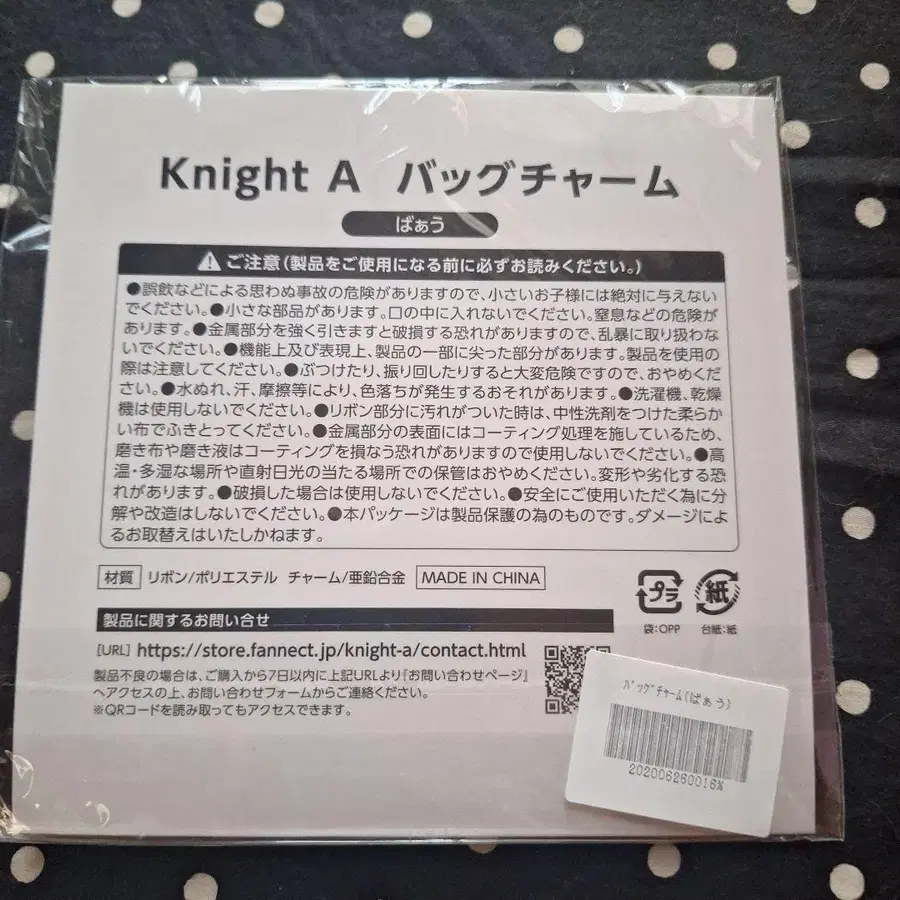 Knight A バッグチャーム
ばぁう
ご注意(製品をご使用になる前に必ずお読みください。)
●誤飲などによる思わぬ事故の危険がありますので、小さいお子様には絶対に与えない
でください。●小さな部品があります。口の中に入れないでください。窒息などの危険が
あります。●金属部分を強く引きますと破損する恐れがありますので、乱暴に取り扱わな
いでください。●機能上及び表現上、製品の一部に尖った部分があります。製品を使用の
際は注意してください。●ぶつけたり、振り回したりすると大変危険ですので、おやめくだ
さい。●水ぬれ、汗、摩擦等により、色落ちが発生するおそれがあります。●洗濯機、乾燥
機は使用しないでください。●リボン部分に汚れがついた時は、中性洗剤をつけた柔らか
い布でふきとってください。●金属部分の表面にはコーティング処理を施しているため、
磨き布や磨き液はコーティングを損なう恐れがありますので使用しないでください。●高
温・多湿な場所や直射日光の当たる場所での保管はおやめください。変形や劣化する恐
れがあります。●破損した場合は使用しないでください。●安全にご使用いただく為に分
解や改造はしないでください。●本パッケージは製品保護の為のものです。ダメージによ
るお取替えはいたしかねます。
材質 リボン/ポリエステル チャーム/亜鉛合金 MADE IN CHINA
プラ 紙
袋:OPP 台紙:紙
製品に関するお問い合せ
[URL] https://store.fannect.jp/knight-a/contact.html
製品不良の場合は、ご購入から7日以内に上記URLより『お問い合わせページ』
へアクセスの上、お問い合わせフォームからご連絡ください。
※QRコードを読み取ってもアクセスできます。
バッグチャーム(ばぁう)
202006260016%